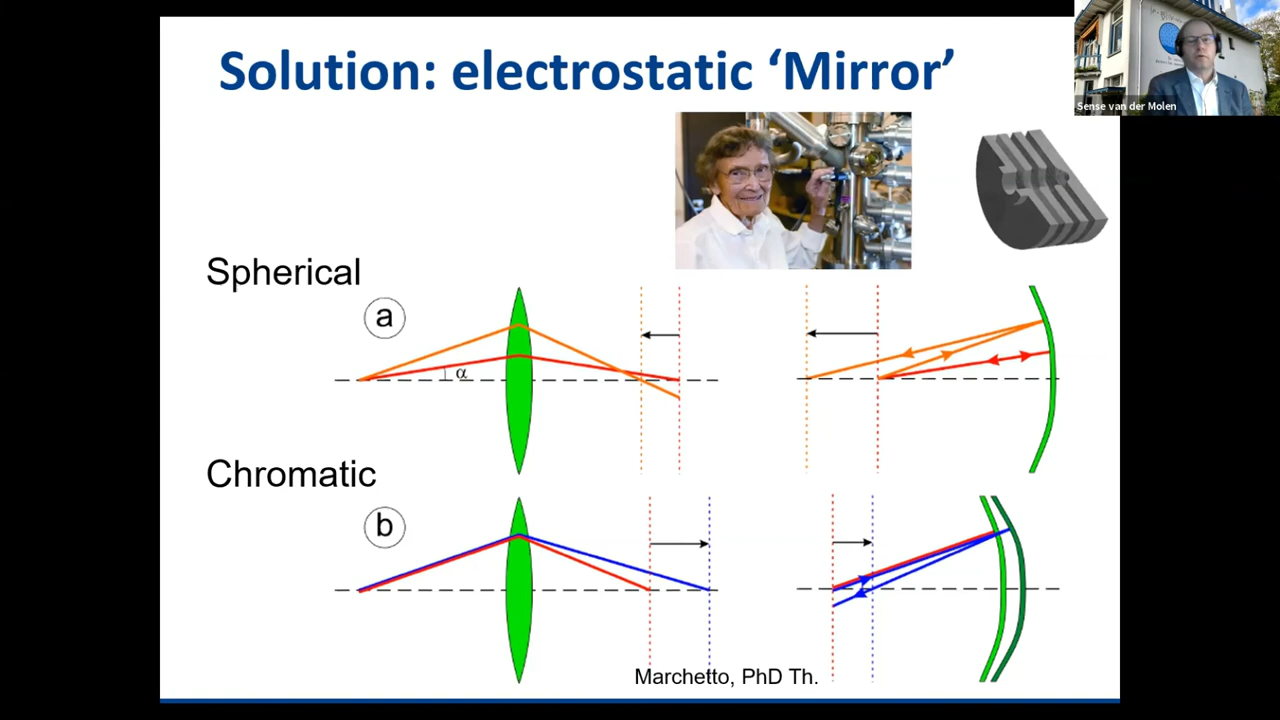 Solution: electrostatic ‘Mirror’
Sense van der Molen
Spherical
a
α
Chromatic
b
Marchetto, PhD Th.